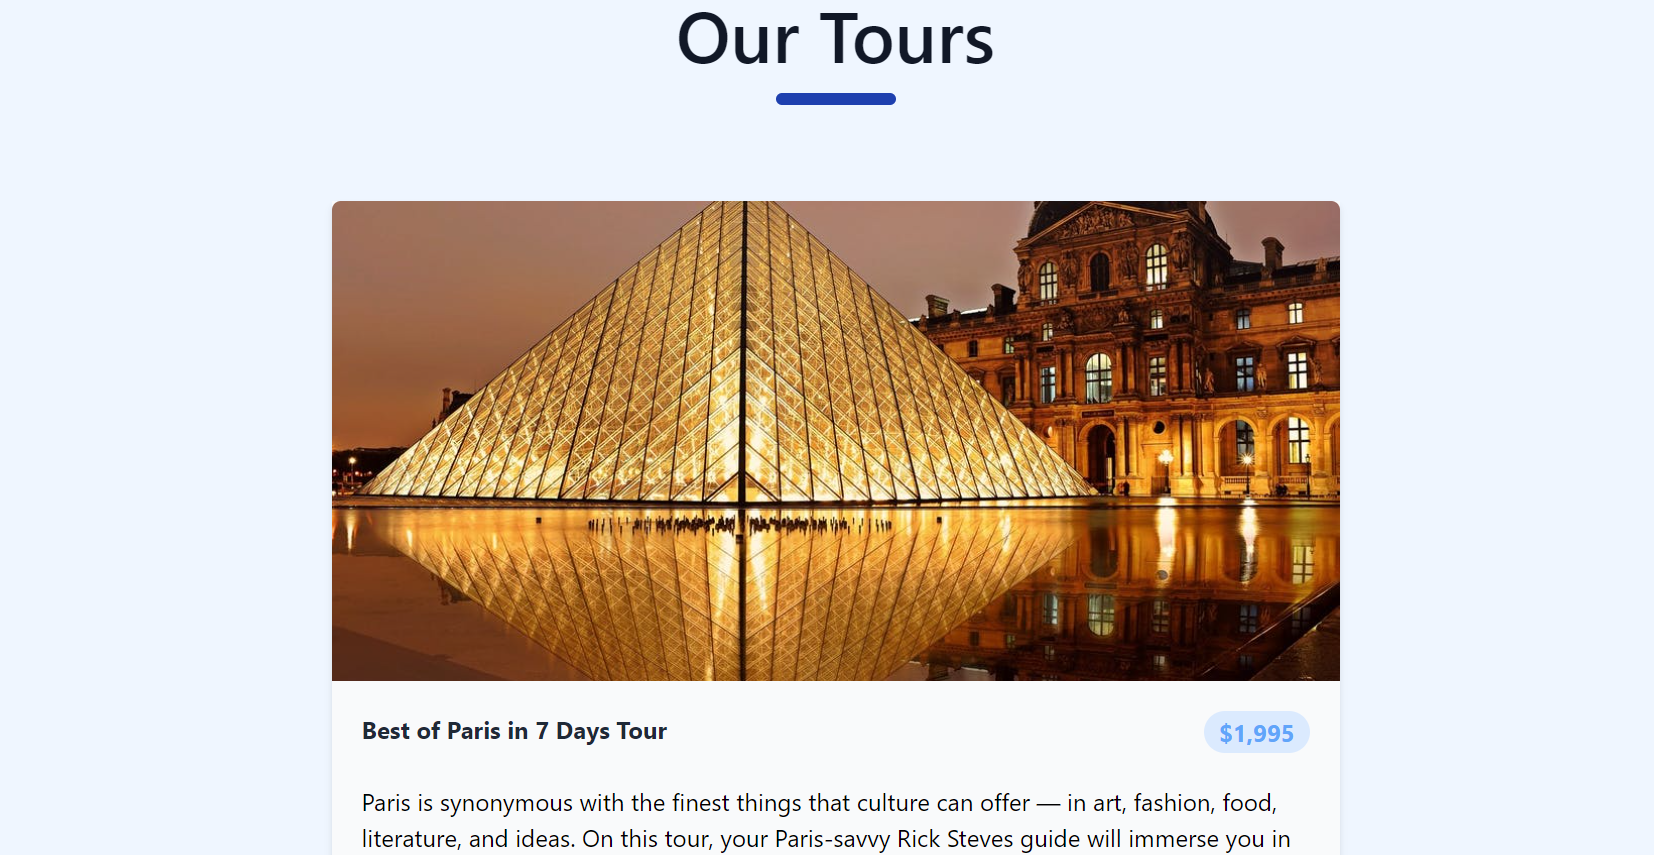 Our Tours
Best of Paris in 7 Days Tour
$1,995
Paris is synonymous with the finest things that culture can offer — in art, fashion, food,
literature, and ideas. On this tour, your Paris-savvy Rick Steves guide will immerse you in